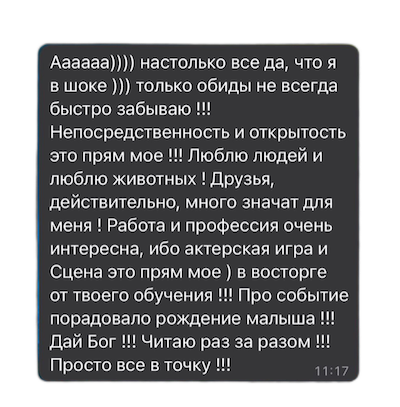 Аааааа)))) настолько все да, что я
в шоке ))) только обиды не всегда
быстро забываю !!!
Непосредственность и открытость
это прям мое !!! Люблю людей и
люблю животных ! Друзья,
действительно, много значат для
меня ! Работа и профессия очень
интересна, ибо актерская игра и
Сцена это прям мое ) в восторге
от твоего обучения !!! Про событие
порадовало рождение малыша !!!
Дай Бог !!! Читаю раз за разом !!!
Просто все в точку !!!
11:17